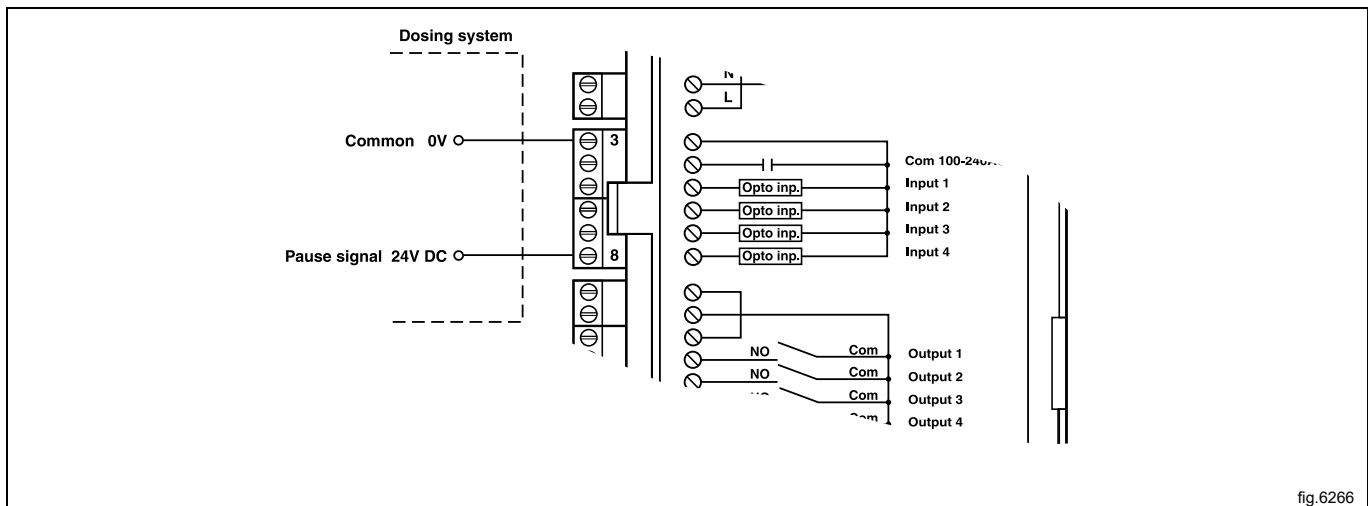 Dosing system
N
L
Common 0V
3
Com
Opto inp. Input 1
Opto inp. Input 2
Opto inp. Input 3
Opto inp. Input 4
Pause signal 24V DC
8
Com Output 1
NO Com Output 2
NO Com Output 3
Output 4
fig.6266